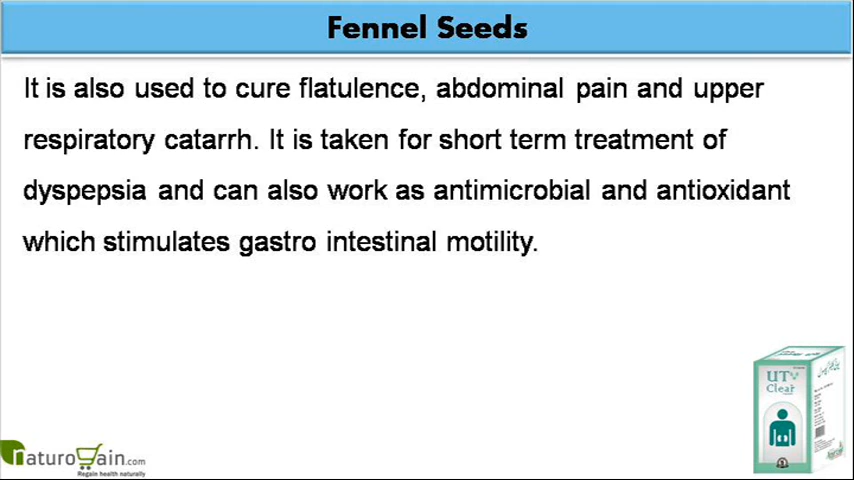 Fennel Seeds
It is also used to cure flatulence, abdominal pain and upper
respiratory catarrh. It is taken for short term treatment of
dyspepsia and can also work as antimicrobial and antioxidant
which stimulates gastro intestinal motility.
UT
Clear
naturogain.com
Regain health naturally